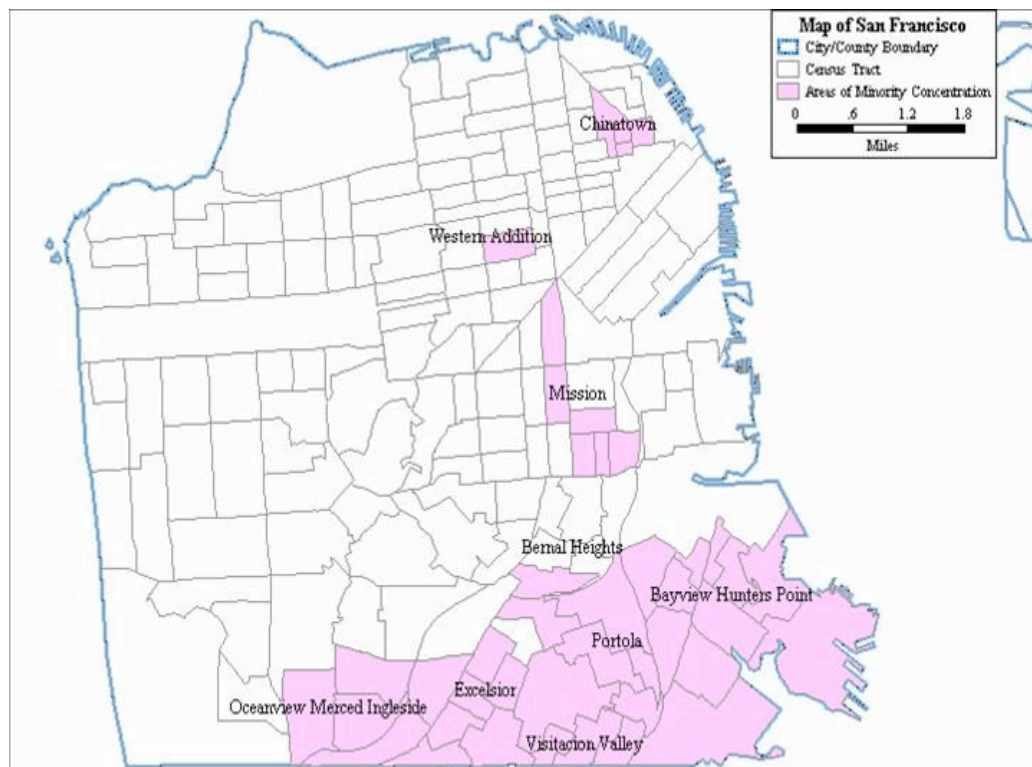 Map of San Francisco
City/County Boundary
Census Tract
Areas of Minority Concentration
0 .6 1.2 1.8
Miles
Chinatown
Western Addition
Mission
Bernal Heights
Bayview Hunters Point
Portola
Excelsior
Oceanview Merced Ingleside
Visitacion Valley